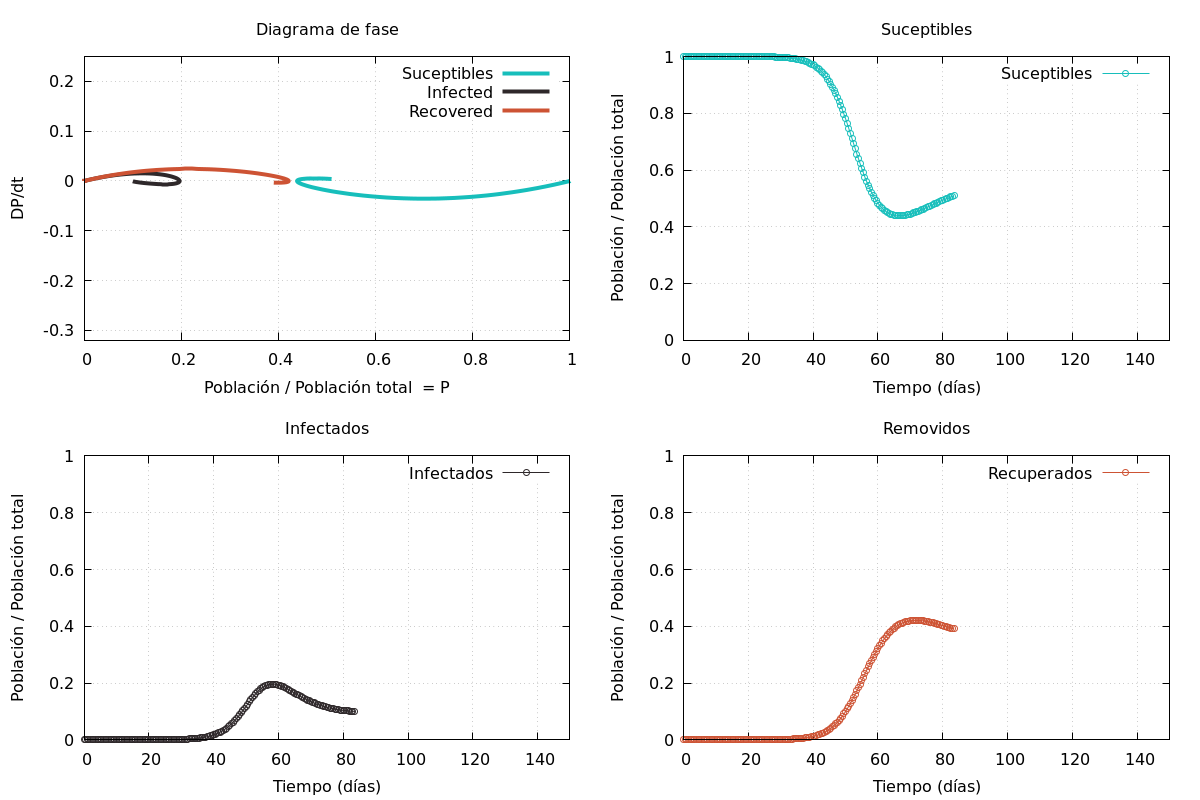 Diagrama de fase
Suceptibles
Infected
Recovered
0.2
0.1
0
-0.1
-0.2
-0.3
DP/dt
0 0.2 0.4 0.6 0.8 1
Población / Población total = P
Suceptibles
Suceptibles
1
0.8
0.6
0.4
0.2
0
Población / Población total
0 20 40 60 80 100 120 140
Tiempo (días)
Infectados
Infectados
1
0.8
0.6
0.4
0.2
0
Población / Población total
0 20 40 60 80 100 120 140
Tiempo (días)
Removidos
Recuperados
1
0.8
0.6
0.4
0.2
0
Población / Población total
0 20 40 60 80 100 120 140
Tiempo (días)